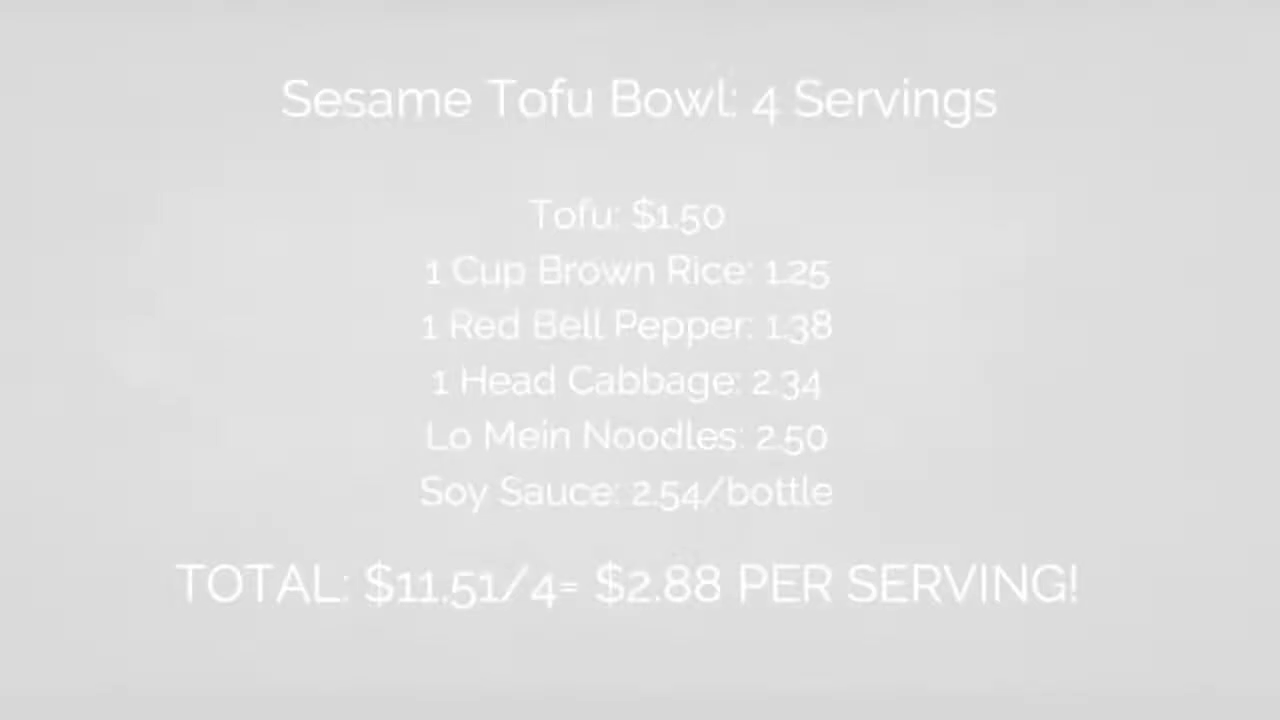 Sesame Tofu Bowl: 4 Servings
Tofu: $1.50
1 Cup Brown Rice: 1.25
1 Red Bell Pepper: 1.38
1 Head Cabbage: 2.34
Lo Mein Noodles: 2.50
Soy Sauce: 2.54/bottle
TOTAL: $11.51/4= $2.88 PER SERVING!